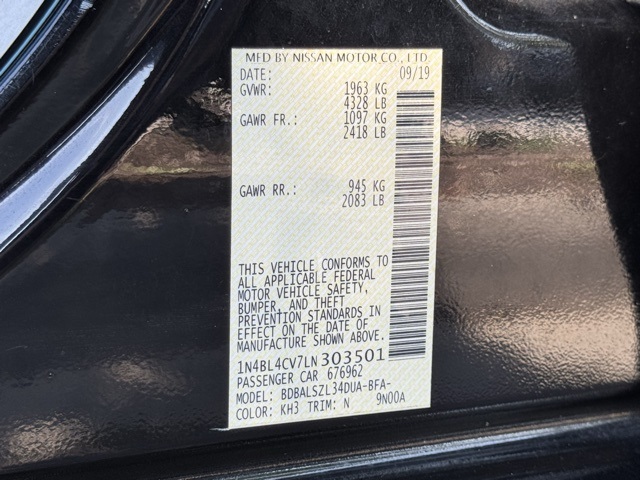 MFD BY NISSAN MOTOR CO., LTD.
DATE: 09/19
GVWR: 1963 KG
4328 LB
GAWR FR.: 1097 KG
2418 LB
GAWR RR.: 945 KG
2083 LB
THIS VEHICLE CONFORMS TO
ALL APPLICABLE FEDERAL
MOTOR VEHICLE SAFETY,
BUMPER, AND THEFT
PREVENTION STANDARDS IN
EFFECT ON THE DATE OF
MANUFACTURE SHOWN ABOVE.
1N4BL4CV7LN303501
PASSENGER CAR 676962
MODEL: BDBALSZL34DUA-BFA-
COLOR: KH3 TRIM: N 9N00A